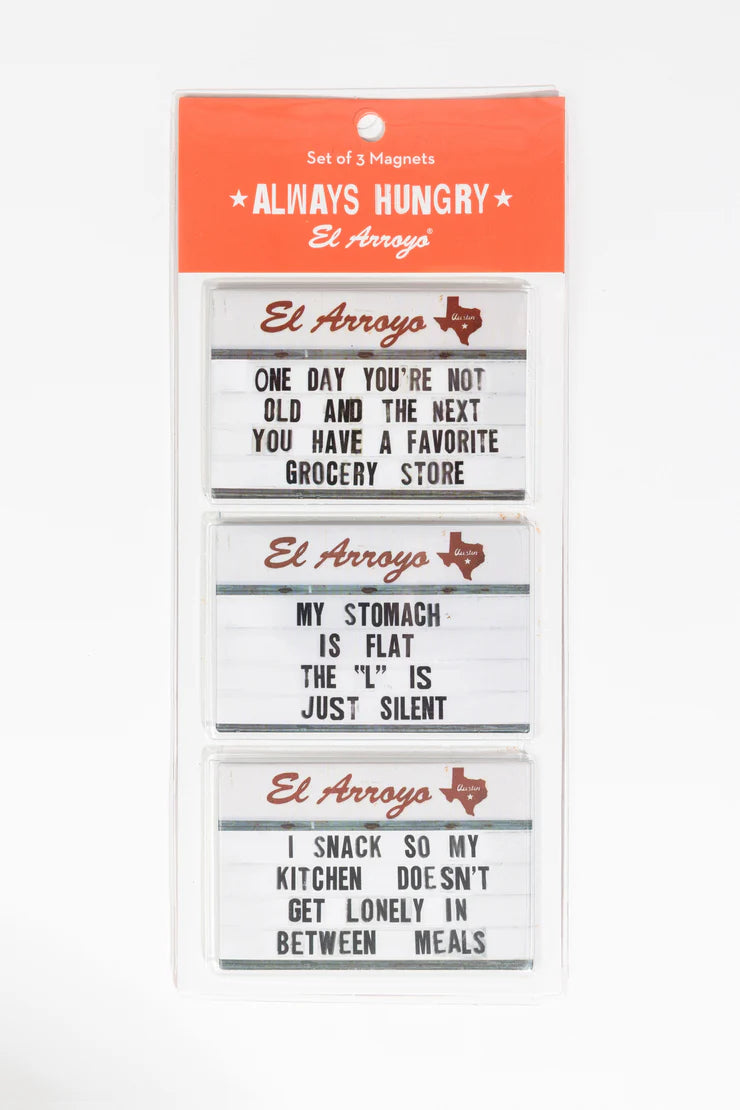 Set of 3 Magnets
ALWAYS HUNGRY
El Arroyo®
El Arroyo Austin
ONE DAY YOU'RE NOT
OLD AND THE NEXT
YOU HAVE A FAVORITE
GROCERY STORE
El Arroyo Austin
MY STOMACH
IS FLAT
THE "L" IS
JUST SILENT
El Arroyo Austin
I SNACK SO MY
KITCHEN DOESN'T
GET LONELY IN
BETWEEN MEALS